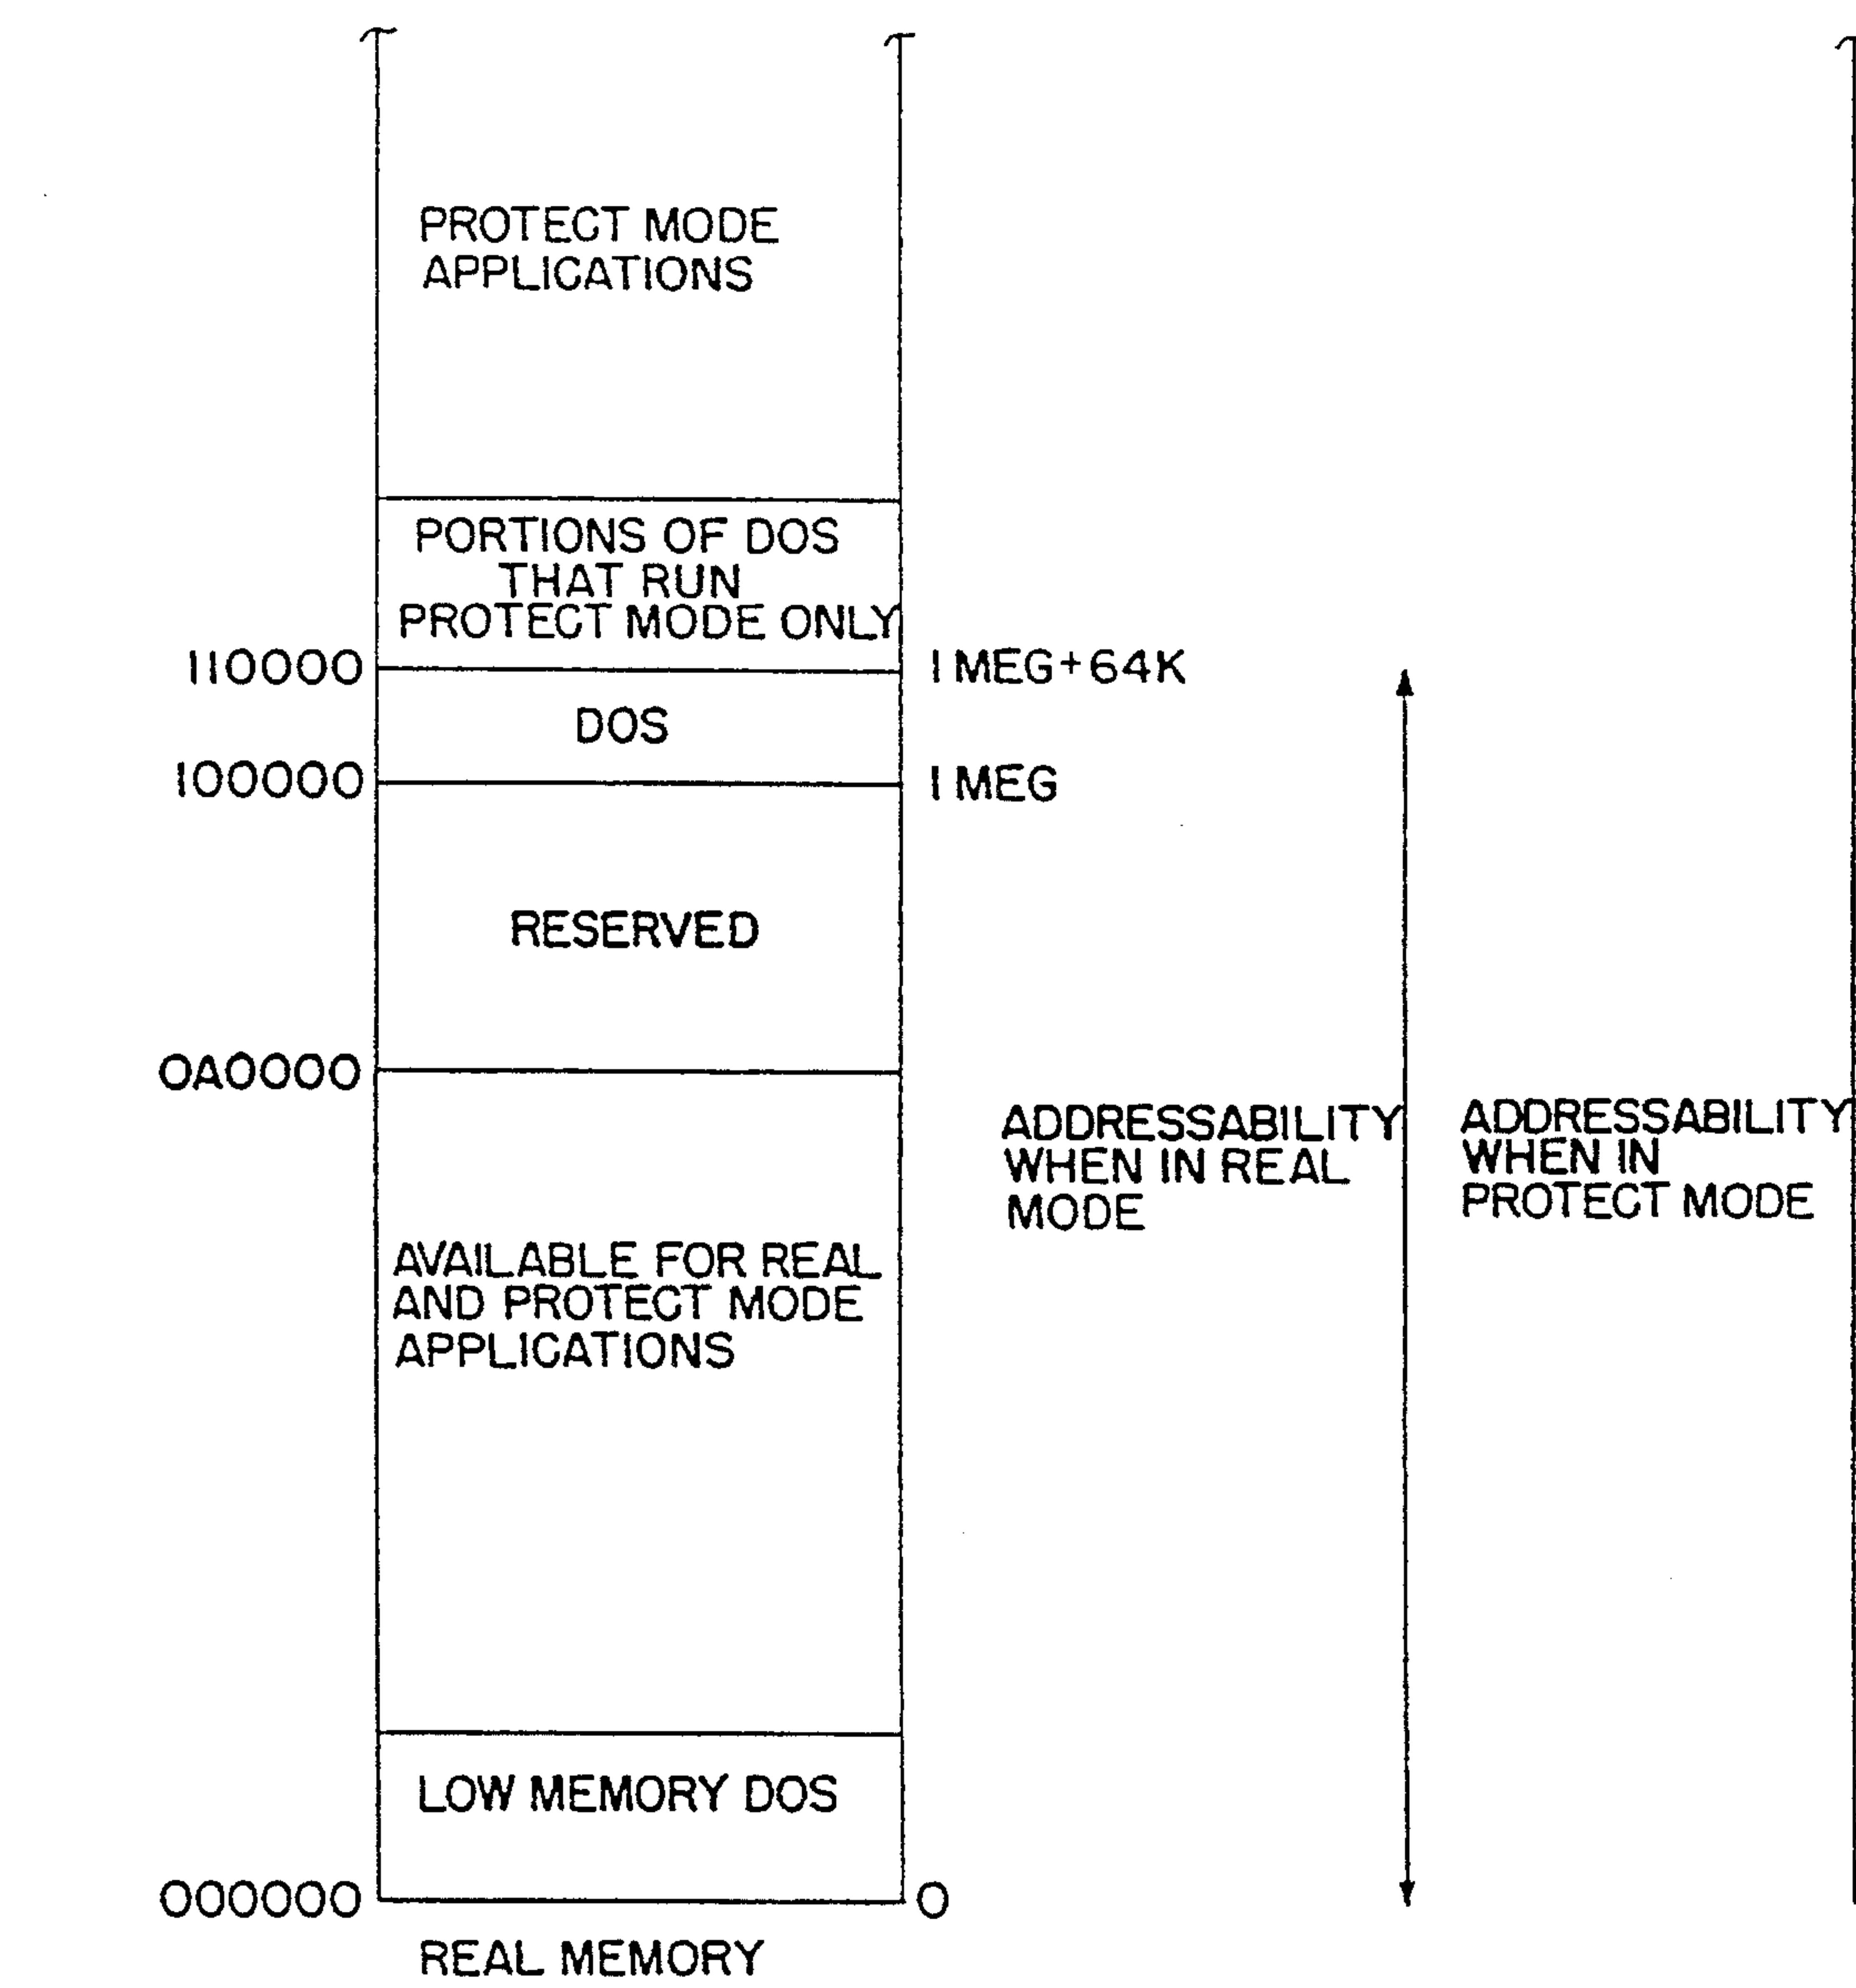 PROTECT MODE
APPLICATIONS
PORTIONS OF DOS
THAT RUN
PROTECT MODE ONLY
110000
1 MEG+64K
DOS
100000
1 MEG
RESERVED
0A0000
ADDRESSABILITY
WHEN IN REAL
MODE
ADDRESSABILITY
WHEN IN
PROTECT MODE
AVAILABLE FOR REAL
AND PROTECT MODE
APPLICATIONS
LOW MEMORY DOS
000000
0
REAL MEMORY